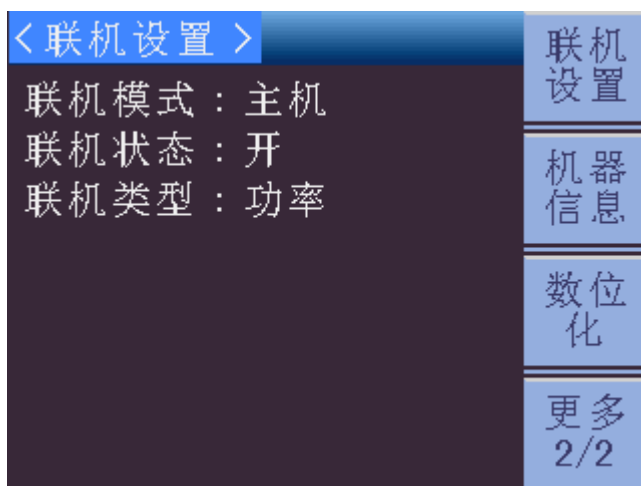 <联机设置>
联机模式：主机
联机状态：开
联机类型：功率
联机
设置
机器
信息
数位
化
更多
2/2